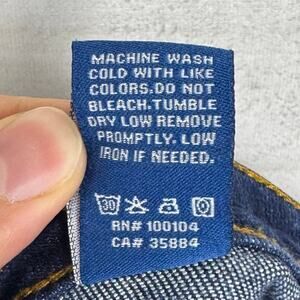 MACHINE WASH
COLD WITH LIKE
COLORS.DO NOT
BLEACH.TUMBLE
DRY LOW REMOVE
PROMPTLY. LOW
IRON IF NEEDED.
30
RN# 100104
CA# 35884